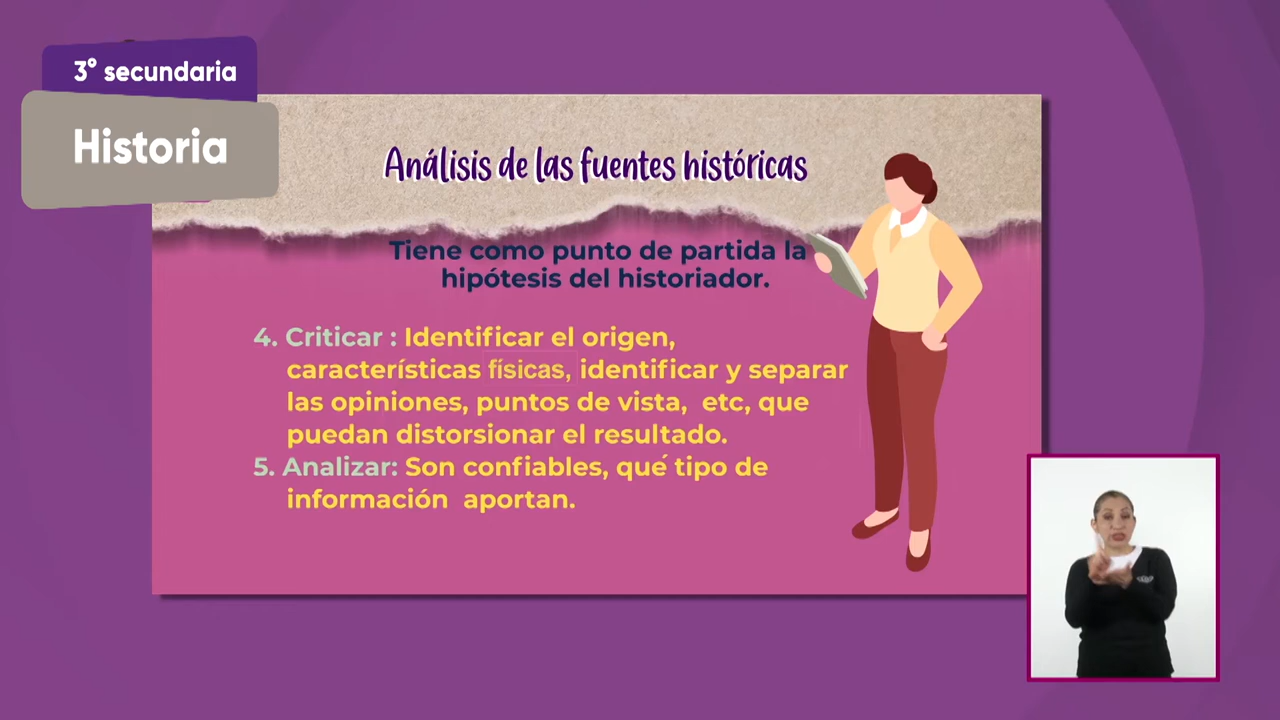 3° secundaria
Historia
Análisis de las fuentes históricas
Tiene como punto de partida la
hipótesis del historiador.
4. Criticar : Identificar el origen,
características físicas, identificar y separar
las opiniones, puntos de vista, etc, que
puedan distorsionar el resultado.
5. Analizar: Son confiables, qué tipo de
información aportan.